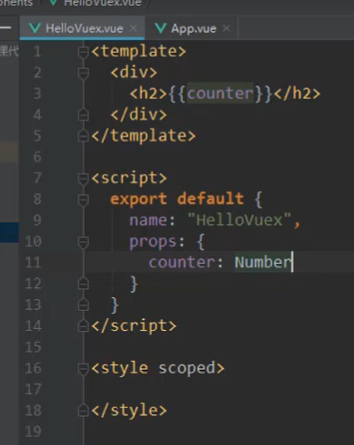 onents
HelloVuex.vue
HelloVuex.vue × App.vue ×
课代
1 <template>
2 <div>
3 <h2>{{counter}}</h2>
4 </div>
5 </template>
6
7 <script>
8 export default {
9 name: "HelloVuex",
10 props: {
11 counter: Number
12 }
13 }
14 </script>
15
16 <style scoped>
17
18 </style>
19